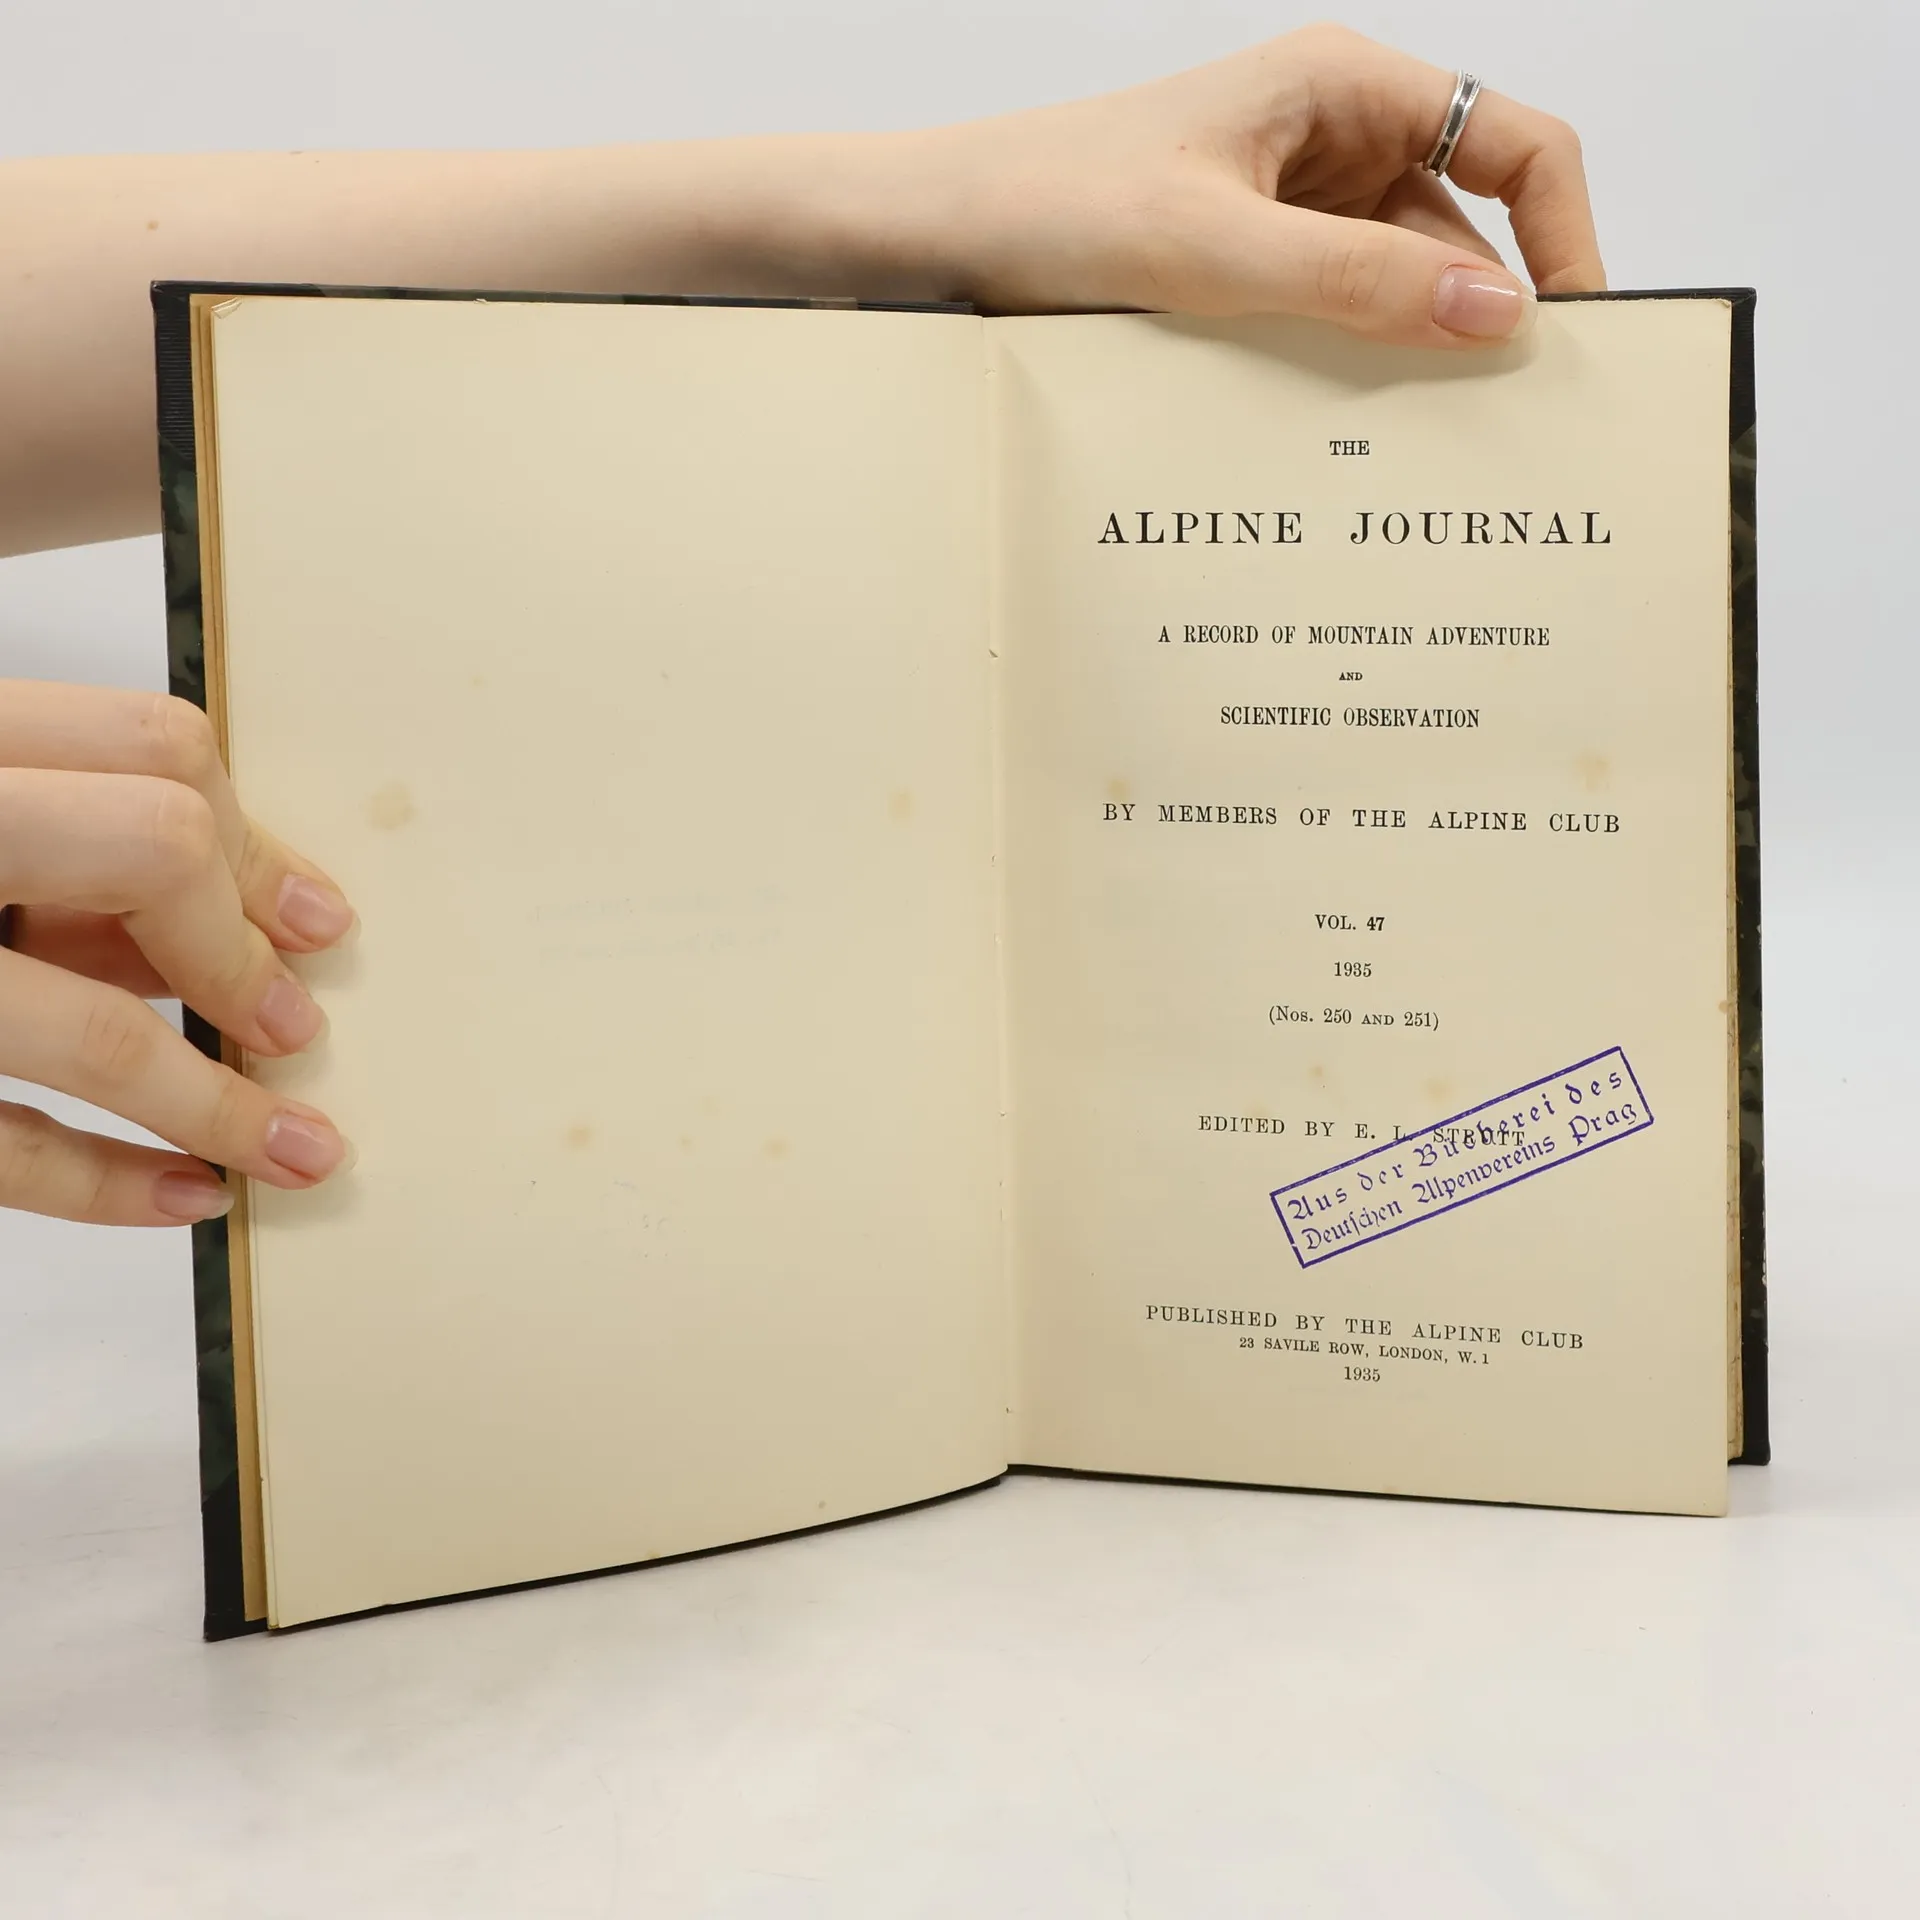 THE
ALPINE JOURNAL
A RECORD OF MOUNTAIN ADVENTURE
AND
SCIENTIFIC OBSERVATION
BY MEMBERS OF THE ALPINE CLUB
VOL. 47
1935
(Nos. 250 AND 251)
EDITED BY E. L. STRUTT
Aus der Bücherei des
Deutschen Alpenvereins Prag
PUBLISHED BY THE ALPINE CLUB
23 SAVILE ROW, LONDON, W. 1
1935